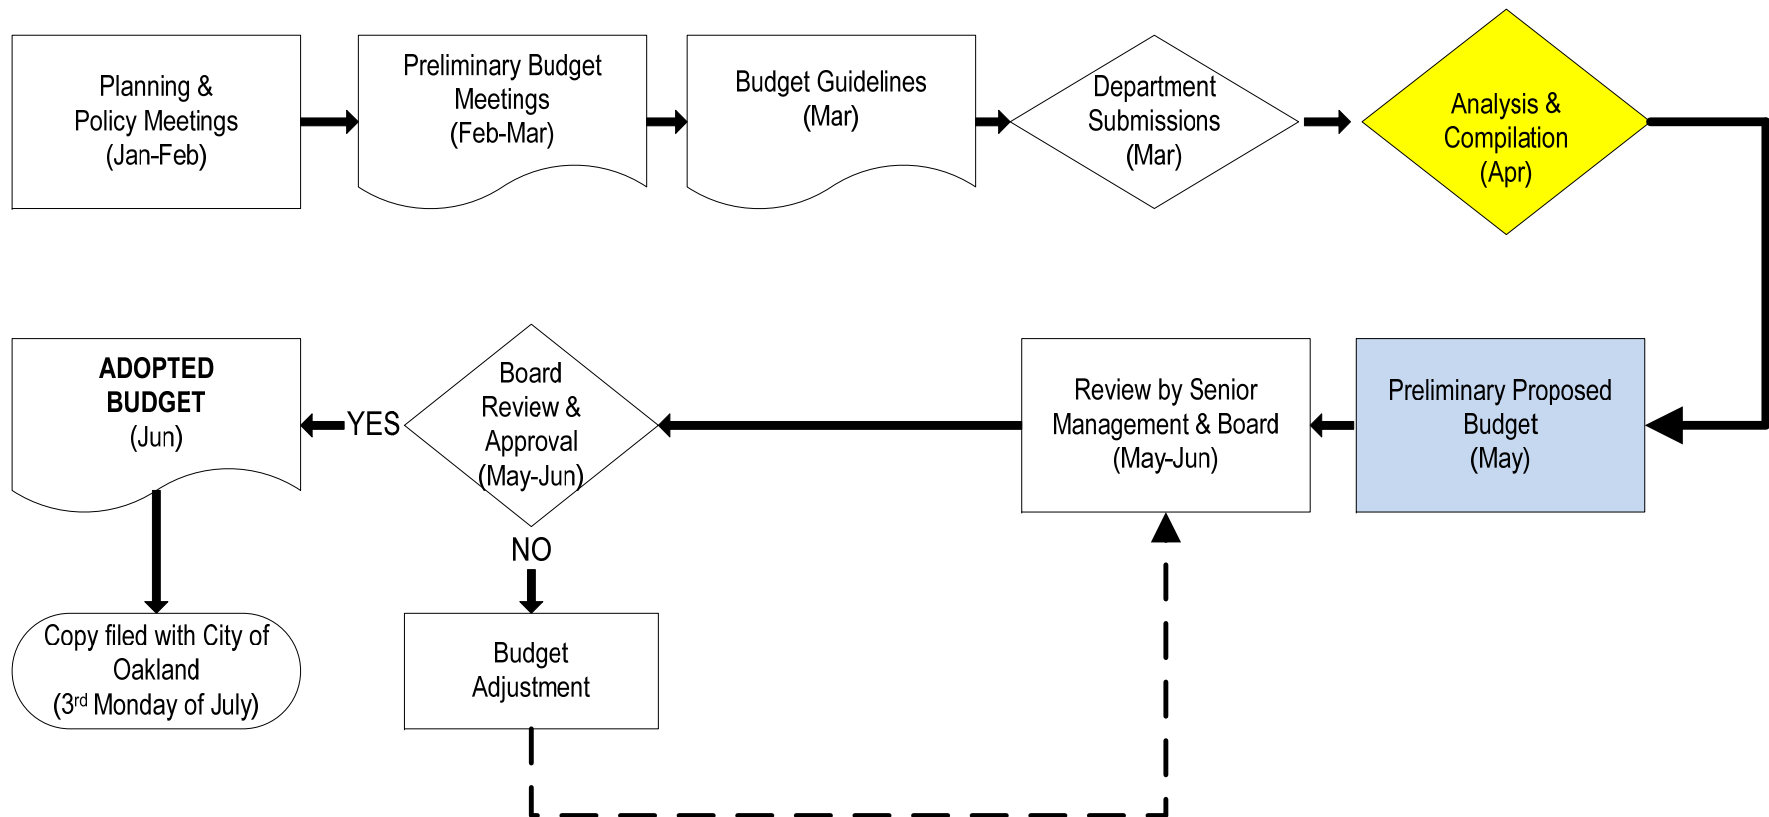 Planning &
Policy Meetings
(Jan-Feb)
Preliminary Budget
Meetings
(Feb-Mar)
Budget Guidelines
(Mar)
Department
Submissions
(Mar)
Analysis &
Compilation
(Apr)
ADOPTED
BUDGET
(Jun)
YES
Board
Review &
Approval
(May-Jun)
Review by Senior
Management & Board
(May-Jun)
Preliminary Proposed
Budget
(May)
NO
Copy filed with City of
Oakland
(3rd Monday of July)
Budget
Adjustment